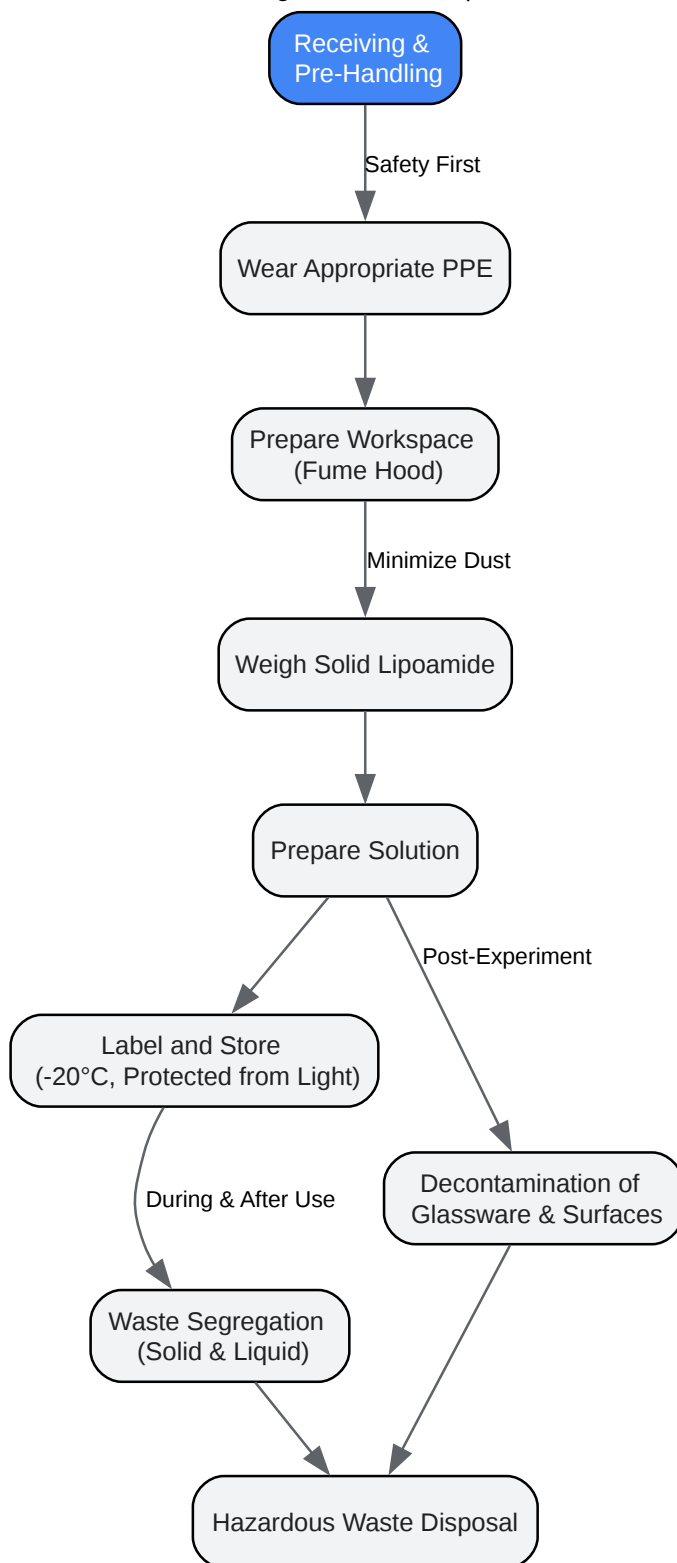 Receiving &
Pre-Handling
Safety First
Wear Appropriate PPE
Prepare Workspace
(Fume Hood)
Minimize Dust
Weigh Solid Lipoamide
Prepare Solution
Post-Experiment
Label and Store
(-20°C, Protected from Light)
During & After Use
Decontamination of
Glassware & Surfaces
Waste Segregation
(Solid & Liquid)
Hazardous Waste Disposal